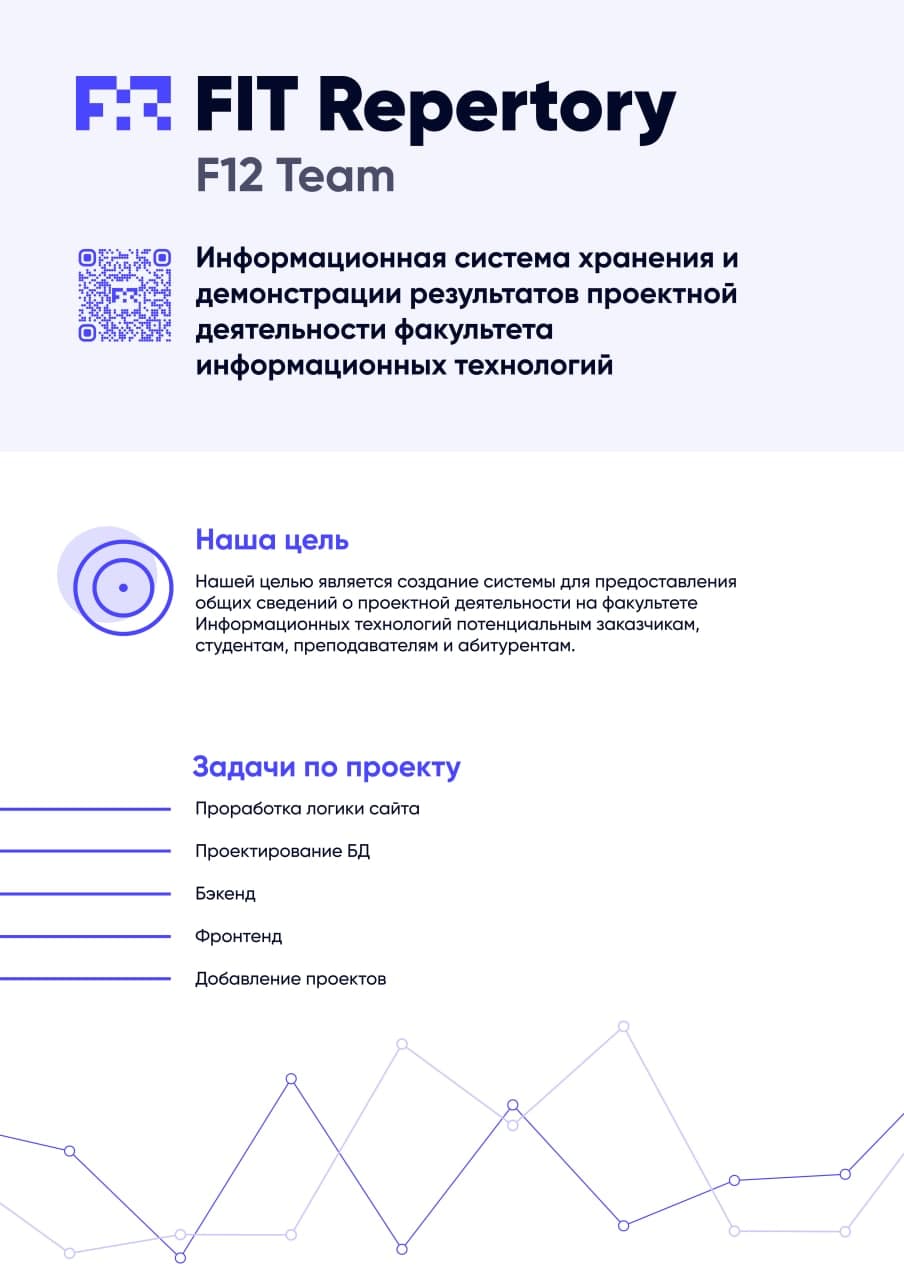 FR FIT Repertory
F12 Team
Информационная система хранения и
демонстрации результатов проектной
деятельности факультета
информационных технологий
Наша цель
Нашей целью является создание системы для предоставления
общих сведений о проектной деятельности на факультете
Информационных технологий потенциальным заказчикам,
студентам, преподавателям и абитурентам.
Задачи по проекту
Проработка логики сайта
Проектирование БД
Бэкенд
Фронтенд
Добавление проектов